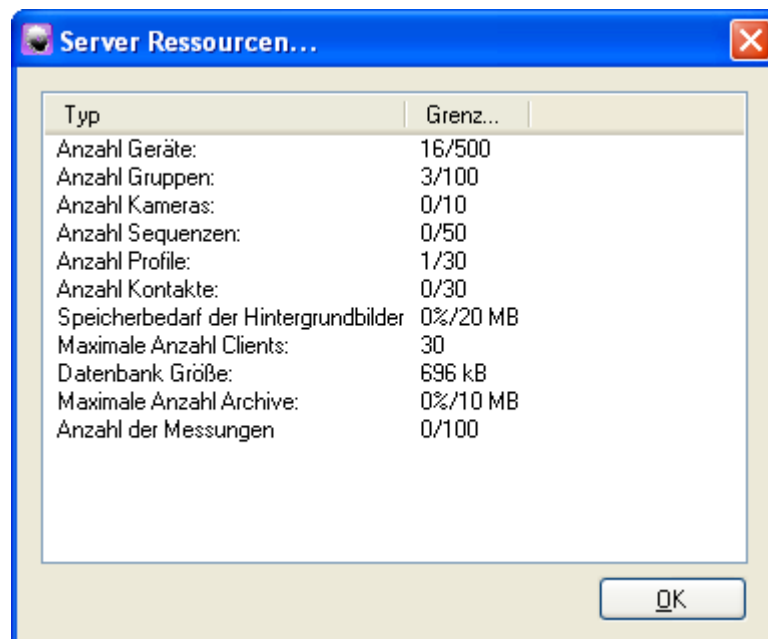 Server Ressourcen...
Typ Grenz...
Anzahl Geräte: 16/500
Anzahl Gruppen: 3/100
Anzahl Kameras: 0/10
Anzahl Sequenzen: 0/50
Anzahl Profile: 1/30
Anzahl Kontakte: 0/30
Speicherbedarf der Hintergrundbilder 0%/20 MB
Maximale Anzahl Clients: 30
Datenbank Größe: 696 kB
Maximale Anzahl Archive: 0%/10 MB
Anzahl der Messungen 0/100
OK